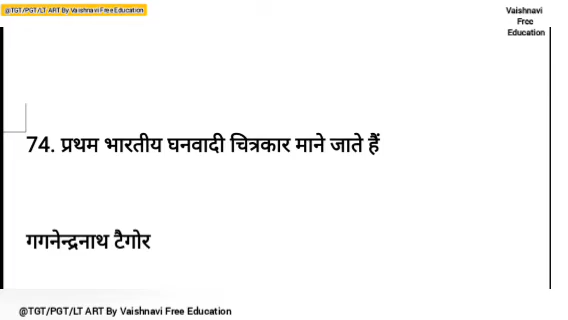 @TGT/PGT/LT ART By Vaishnavi Free Education
Vaishnavi
Free
Education
74. प्रथम भारतीय घनवादी चित्रकार माने जाते हैं
गगनेन्द्रनाथ टैगोर
@TGT/PGT/LT ART By Vaishnavi Free Education